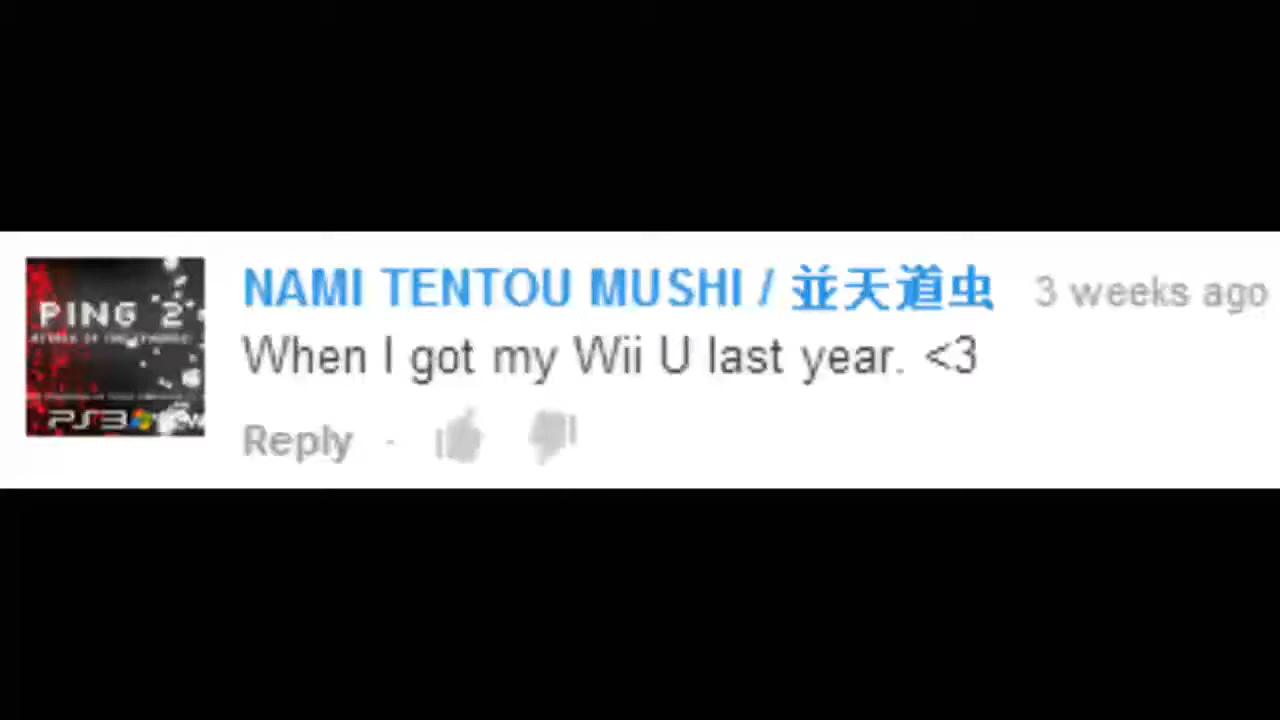 NAMI TENTOU MUSHI / 並天道虫 3 weeks ago
When I got my Wii U last year. <3
Reply ·
PING 2
PS3